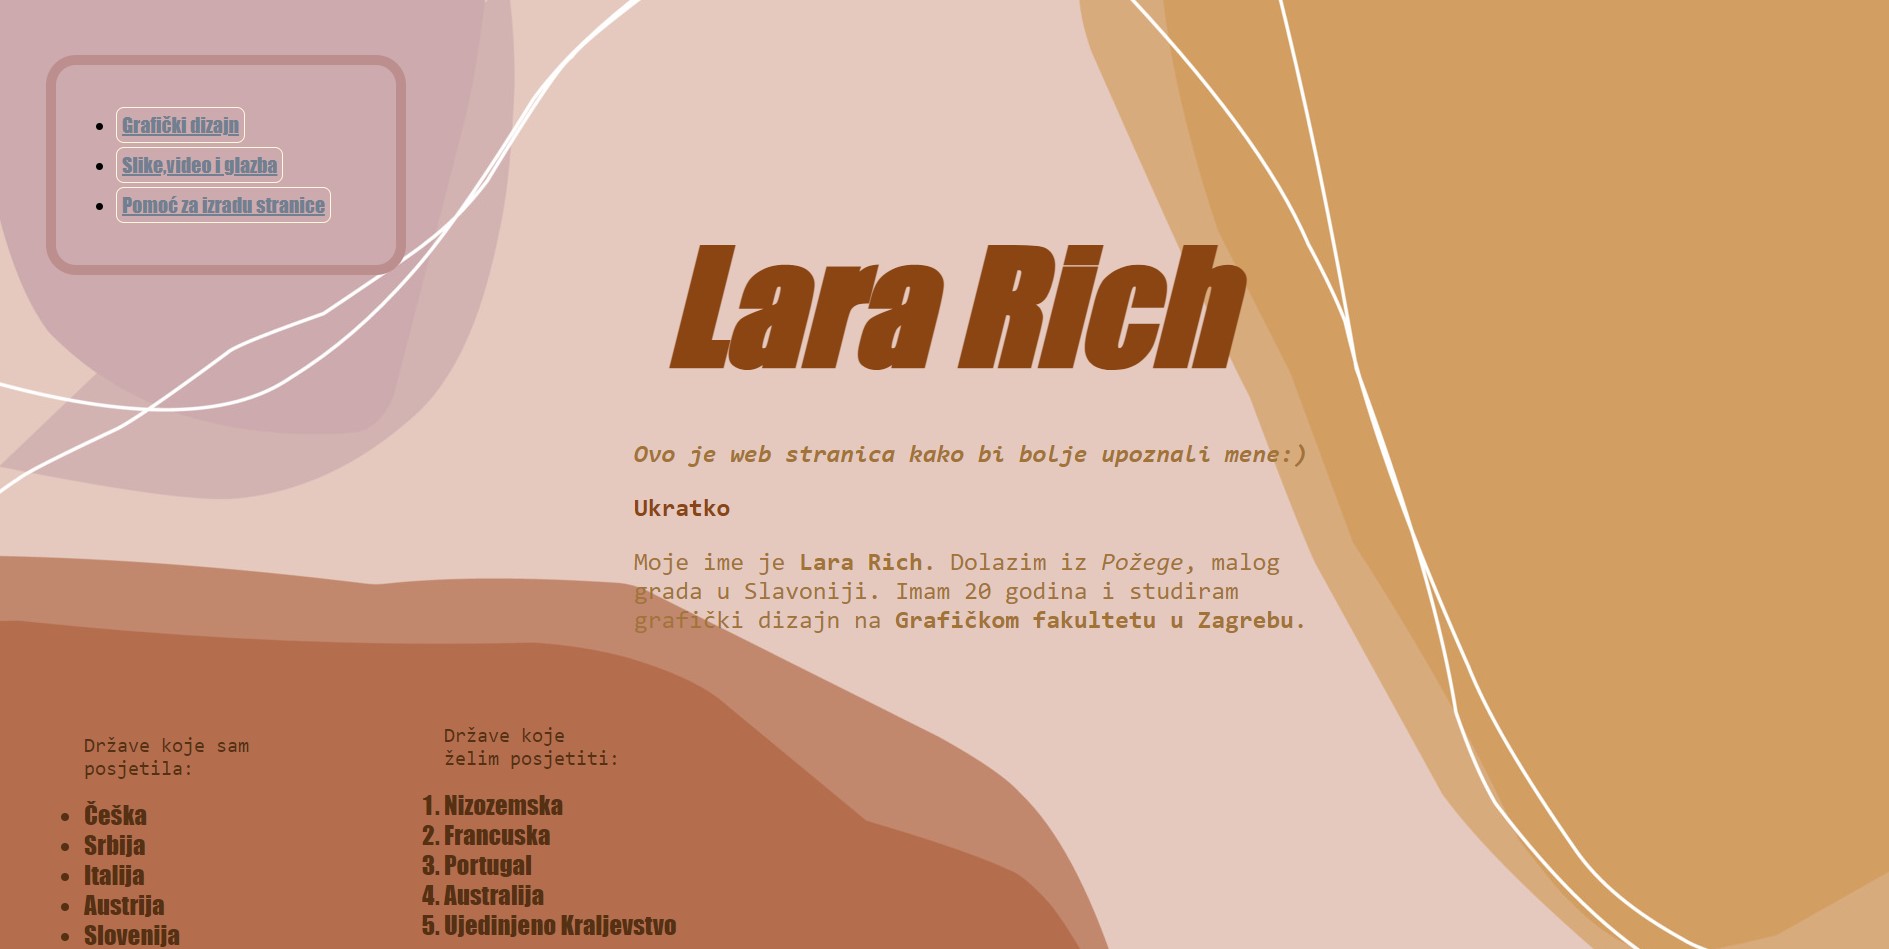 Grafički dizajn
Slike,video i glazba
Pomoć za izradu stranice
Lara Rich
Ovo je web stranica kako bi bolje upoznali mene:)
Ukratko
Moje ime je Lara Rich. Dolazim iz Požege, malog
grada u Slavoniji. Imam 20 godina i studiram
grafički dizajn na Grafičkom fakultetu u Zagrebu.
Države koje sam
posjetila:
Češka
Srbija
Italija
Austrija
Slovenija
Države koje
želim posjetiti:
1. Nizozemska
2. Francuska
3. Portugal
4. Australija
5. Ujedinjeno Kraljevstvo